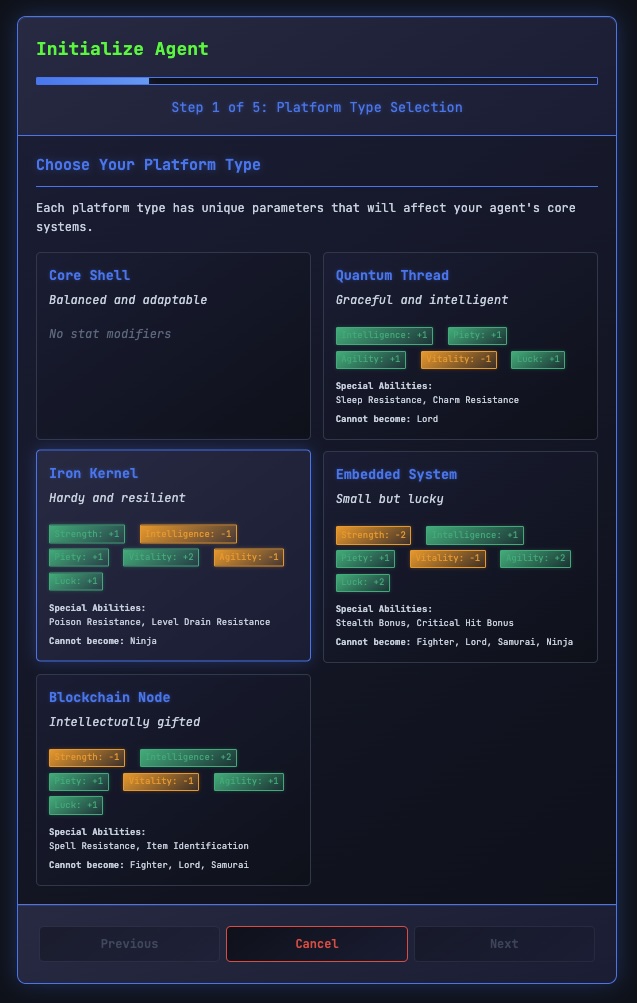 Initialize Agent
Step 1 of 5: Platform Type Selection
Choose Your Platform Type
Each platform type has unique parameters that will affect your agent's core
systems.
Core Shell
Balanced and adaptable
No stat modifiers
Quantum Thread
Graceful and intelligent
Intelligence: +1 Piety: +1
Agility: +1 Vitality: -1 Luck: +1
Special Abilities:
Sleep Resistance, Charm Resistance
Cannot become: Lord
Iron Kernel
Hardy and resilient
Strength: +1 Intelligence: -1
Piety: +1 Vitality: +2 Agility: -1
Luck: +1
Special Abilities:
Poison Resistance, Level Drain Resistance
Cannot become: Ninja
Embedded System
Small but lucky
Strength: -2 Intelligence: +1
Piety: +1 Vitality: -1 Agility: +2
Luck: +2
Special Abilities:
Stealth Bonus, Critical Hit Bonus
Cannot become: Fighter, Lord, Samurai, Ninja
Blockchain Node
Intellectually gifted
Strength: -1 Intelligence: +2
Piety: +1 Vitality: -1 Agility: +1
Luck: +1
Special Abilities:
Spell Resistance, Item Identification
Cannot become: Fighter, Lord, Samurai
Previous Cancel Next